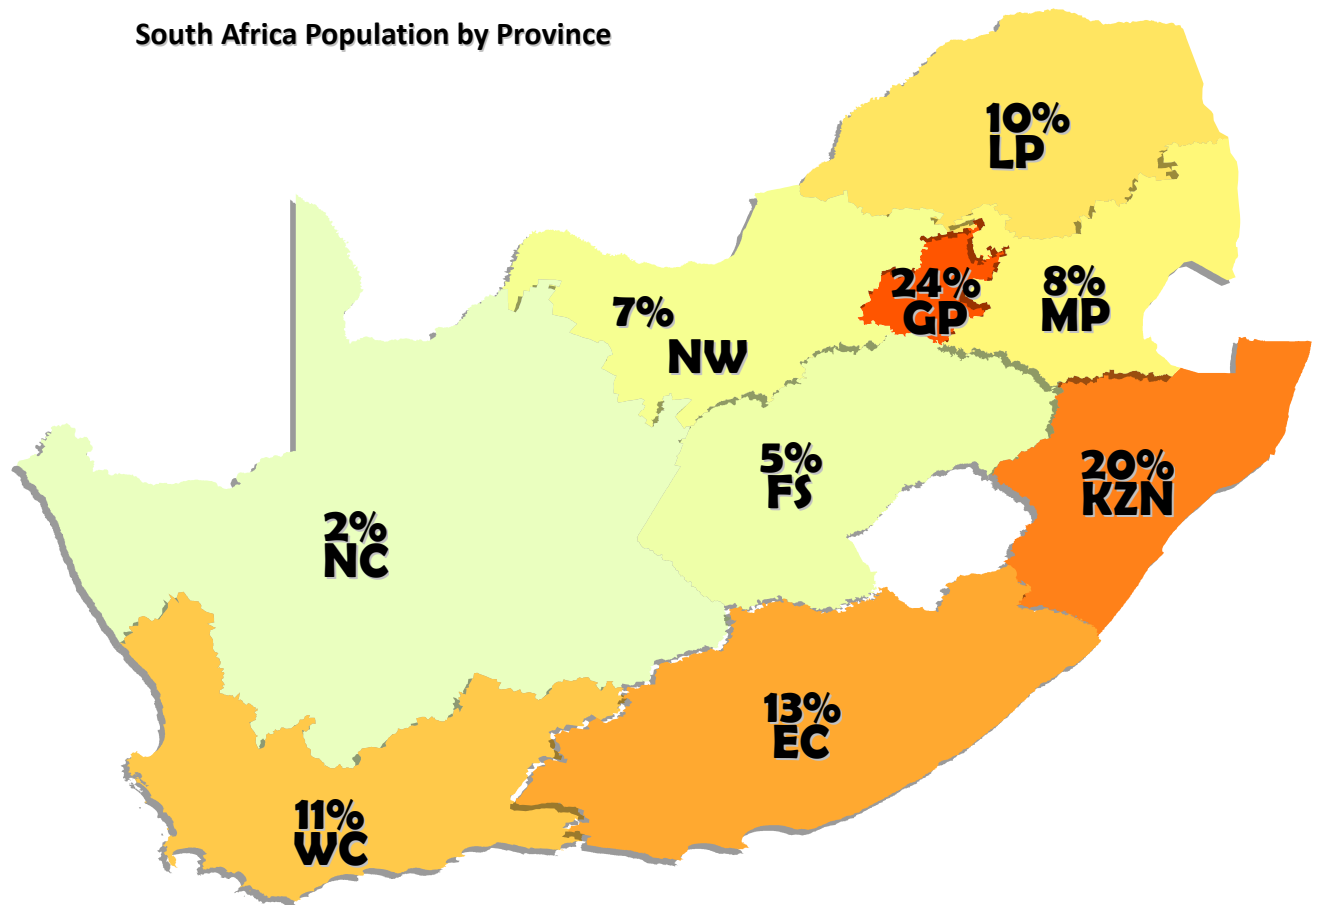 South Africa Population by Province
10%
LP
24%
GP
8%
MP
7%
NW
5%
FS
20%
KZN
2%
NC
13%
EC
11%
WC